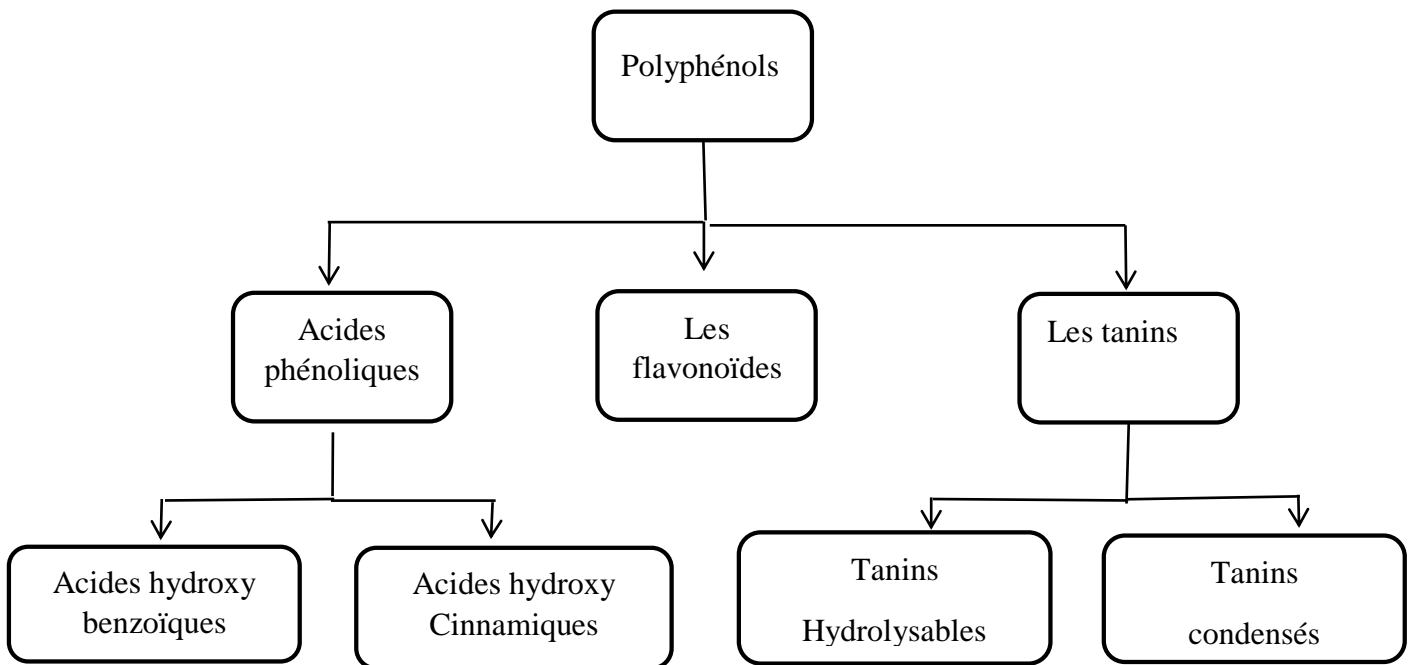 Polyphénols
Acides
phénoliques
Les
flavonoïdes
Les tanins
Acides hydroxy
benzoïques
Acides hydroxy
Cinnamiques
Tanins
Hydrolysables
Tanins
condensés